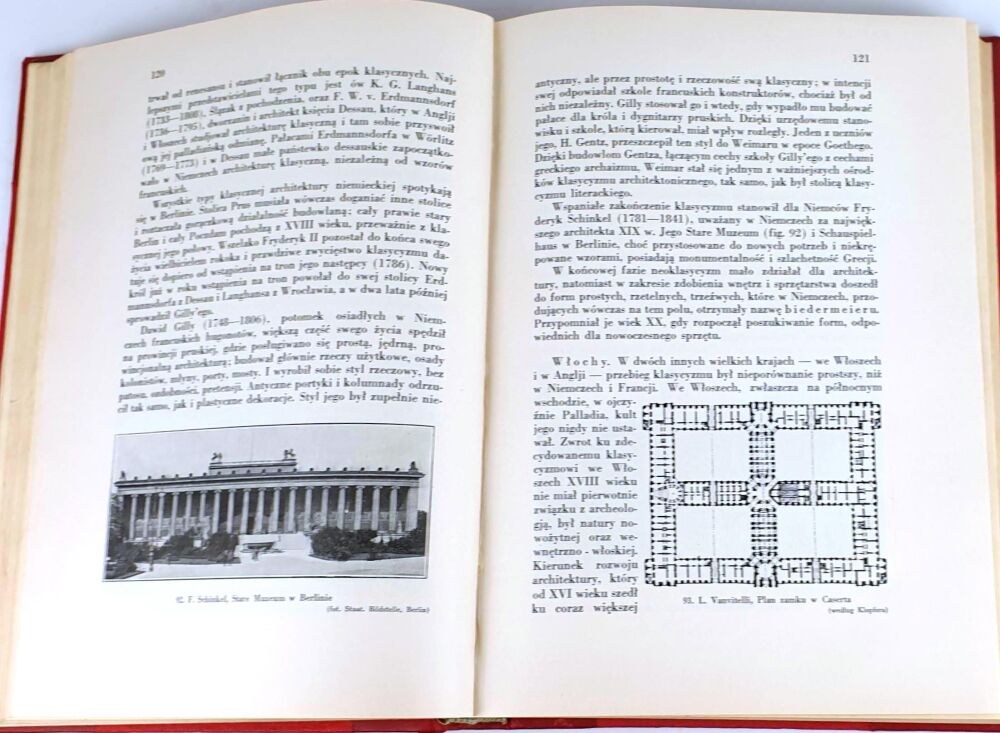 120
trwał od renesansu i stanowił łącznik obu epok klasycznych. Naj-
lepszymi przedstawicielami tego typu jest ów K. G. Langhans
(1733—1808), Ślązak z pochodzenia, oraz F. W. v. Erdmannsdorf
(1736—1795), dworzanin i architekt księcia Dessau, który w Anglji
i Włoszech studjował architekturę klasyczną i tam sobie przyswoił
ową jej palladjańską odmianę. Pałacami Erdmannsdorfa w Wörlitz
(1769—1773) i w Dessau małe państewko dessauskie zapoczątko-
wało w Niemczech architekturę klasyczną, niezależną od wzorów
francuskich.
Wszystkie typy klasycznej architektury niemieckiej spotykają
się w Berlinie. Stolica Prus musiała wówczas doganiać inne stolice
i roztaczała gorączkową działalność budowlaną; cały prawie stary
Berlin i cały Poczdam pochodzą z XVIII wieku, przeważnie z kla-
sycznej jego połowy. Wszelako Fryderyk II pozostał do końca swego
życia wielbicielem rokoka i prawdziwe zwycięstwo klasycyzmu da-
tuje się dopiero od wstąpienia na tron jego następcy (1786). Nowy
król już w roku wstąpienia na tron powołał do swej stolicy Erd-
mannsdorfa z Dessau i Langhansa z Wrocławia, a w dwa lata później
sprowadził Gilly'ego.
Dawid Gilly (1748—1806), potomek osiadłych w Niem-
czech francuskich hugonotów, większą część swego życia spędził
na prowincji pruskiej, gdzie posługiwano się prostą, jędrną, pro-
wincjonalną architekturą; budował głównie rzeczy użytkowe, osady
kolonistów, młyny, porty, mosty. I wyrobił sobie styl rzeczowy, bez
patosu, ozdobności, pretensji. Antyczne portyki i kolumnady odrzu-
cił tak samo, jak i plastyczne dekoracje. Styl jego był zupełnie nie-
92. F. Schinkel, Stare Muzeum w Berlinie
(fot. Staat. Bildstelle, Berlin)
121
antyczny, ale przez prostotę i rzeczowość swą klasyczny; w intencji
swej odpowiadał szkole francuskich konstruktorów, chociaż był od
nich niezależny. Gilly stosował go i wtedy, gdy wypadło mu budować
pałace dla króla i dygnitarzy pruskich. Dzięki urzędowemu stano-
wisku i szkole, którą kierował, miał wpływ rozległy. Jeden z uczniów
jego, H. Gentz, przeszczepił ten styl do Weimaru w epoce Goethego.
Dzięki budowlom Gentza, łączącym cechy szkoły Gilly'ego z cechami
greckiego archaizmu, Weimar stał się jednym z ważniejszych ośrod-
ków klasycyzmu architektonicznego, tak samo, jak był stolicą klasy-
cyzmu literackiego.
Wspaniałe zakończenie klasycyzmu stanowił dla Niemców Fry-
deryk Schinkel (1781—1841), uważany w Niemczech za najwięk-
szego architekta XIX w. Jego Stare Muzeum (fig. 92) i Schauspiel-
haus w Berlinie, choć przystosowane do nowych potrzeb i niekrę-
powane wzorami, posiadają monumentalność i szlachetność Grecji.
W końcowej fazie neoklasycyzm mało zdziałał dla architek-
tury, natomiast w zakresie zdobienia wnętrz i sprzętarstwa doszedł
do form prostych, rzetelnych, trzeźwych, które w Niemczech, przo-
dujących wówczas na tem polu, otrzymały nazwę biedermeieru.
Przypomniał je wiek XX, gdy rozpoczął poszukiwanie form, odpo-
wiednich dla nowoczesnego sprzętu.
Włochy. W dwóch innych wielkich krajach — we Włoszech
i w Anglji — przebieg klasycyzmu był nieporównanie prostszy, niż
w Niemczech i Francji. We Włoszech, zwłaszcza na północnym
wschodzie, w ojczy-
źnie Palladia, kult
jego nigdy nie usta-
wał. Zwrot ku zde-
cydowanemu klasy-
cyzmowi we Wło-
szech XVIII wieku
nie miał pierwotnie
związku z archeolo-
gją, był natury no-
wożytnej oraz we-
wnętrzno - włoskiej.
Kierunek rozwoju
architektury, który
od XVI wieku szedł
ku coraz większej
93. L. Vanvitelli, Plan zamku w Caserta
(według Klopfera)